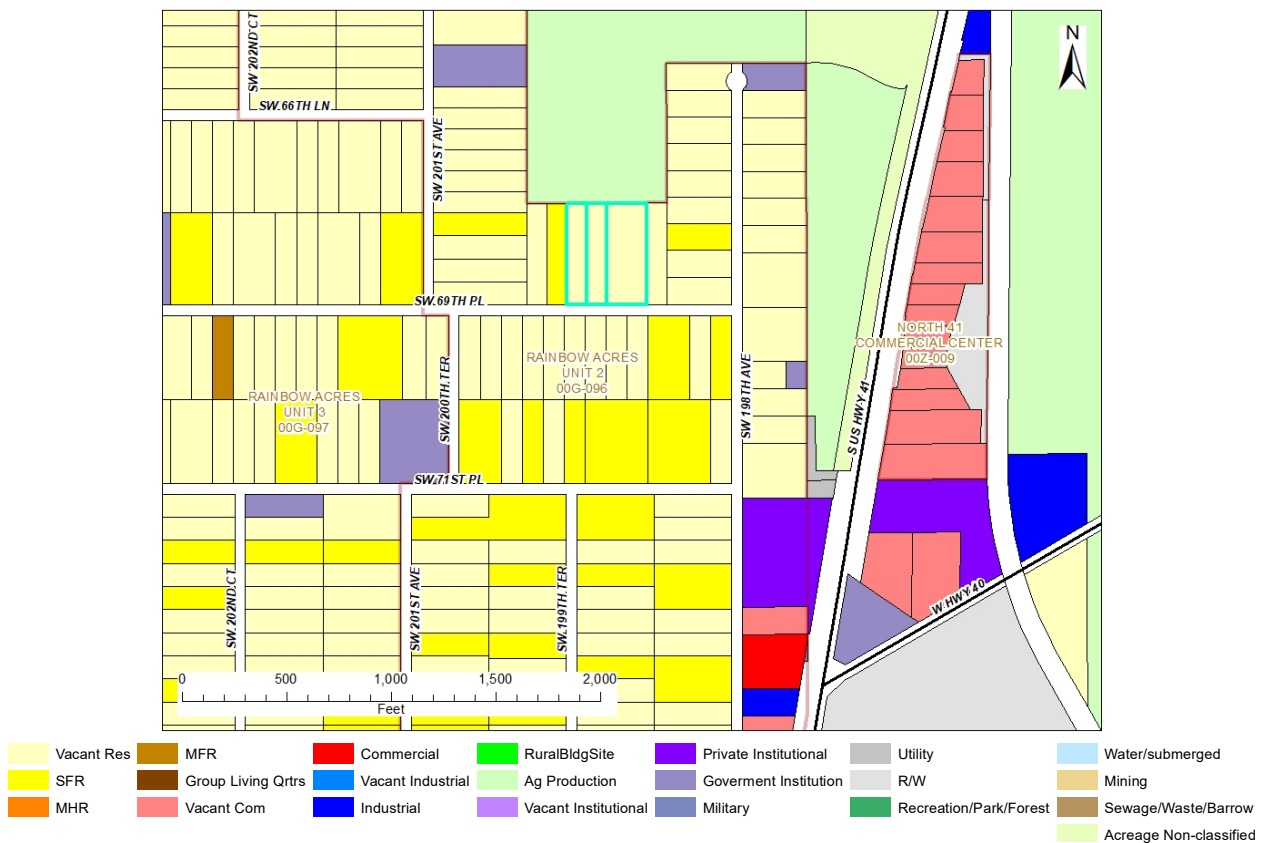 N
SW 202ND CT
SW 66TH LN
SW 201ST AVE
SW 69TH PL
NORTH 41
COMMERCIAL CENTER
00Z-009
RAINBOW ACRES
UNIT 2
00G-096
RAINBOW ACRES
UNIT 3
00G-097
SW 200TH TER
SW 198TH AVE
S US HWY 41
SW 71ST PL
SW 202ND CT
SW 201ST AVE
SW 199TH TER
W HWY 40
0 500 1,000 1,500 2,000
Feet
Vacant Res MFR Commercial RuralBldgSite Private Institutional Utility Water/submerged
SFR Group Living Qrtrs Vacant Industrial Ag Production Goverment Institution R/W Mining
MHR Vacant Com Industrial Vacant Institutional Military Recreation/Park/Forest Sewage/Waste/Barrow
Acreage Non-classified